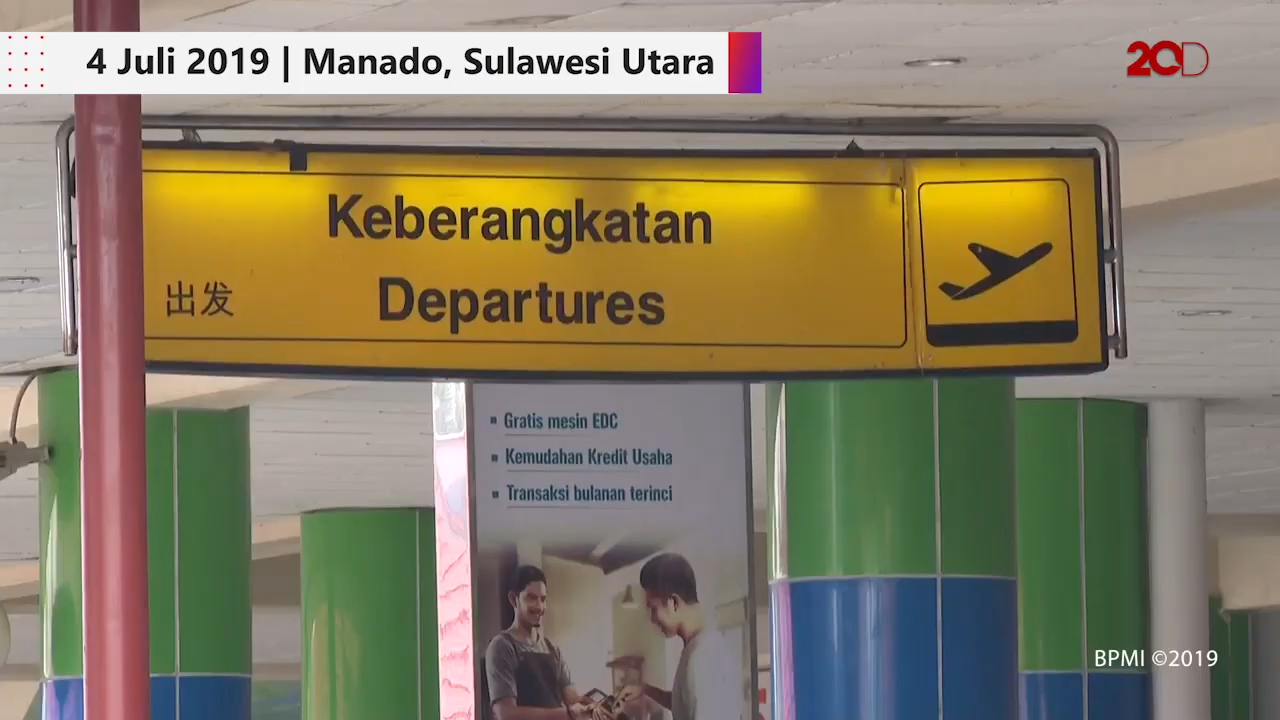 4 Juli 2019 | Manado, Sulawesi Utara
20D
Keberangkatan
出发
Departures
Gratis mesin EDC
Kemudahan Kredit Usaha
Transaksi bulanan terinci
BPMI ©2019